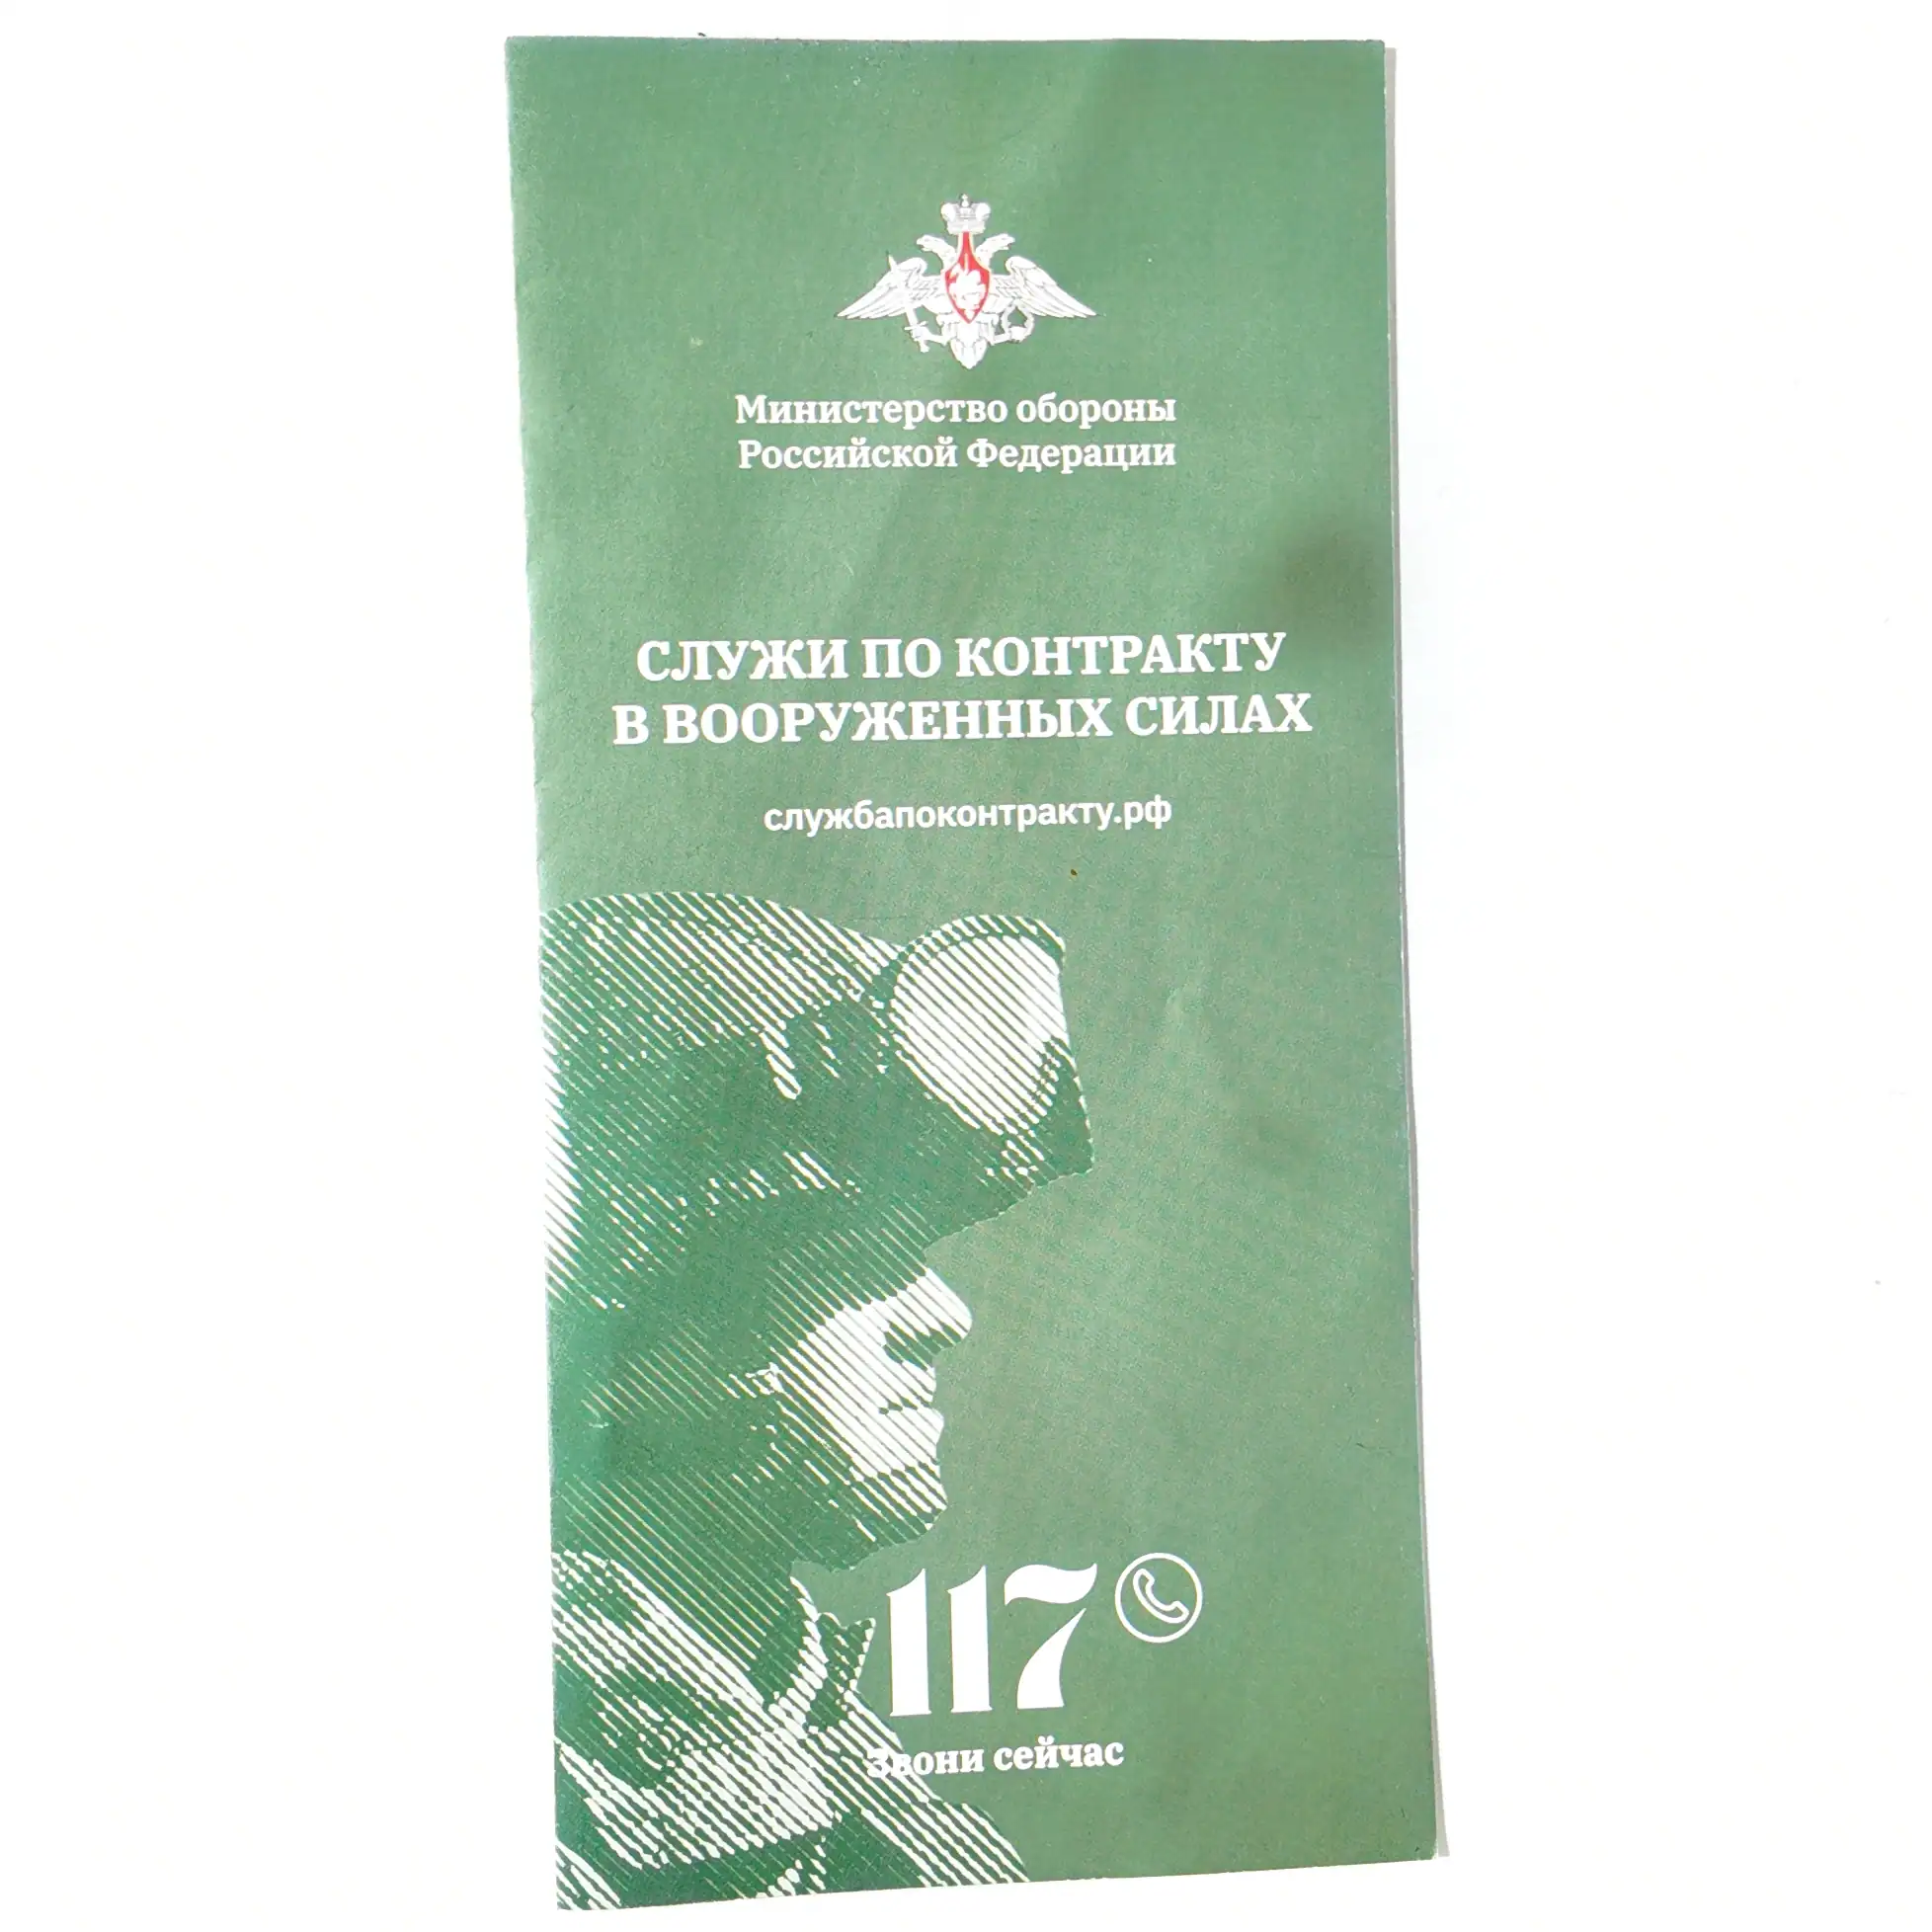 Министерство обороны
Российской Федерации
СЛУЖИ ПО КОНТРАКТУ
В ВООРУЖЕННЫХ СИЛАХ
службапоконтракту.рф
117
Звони сейчас